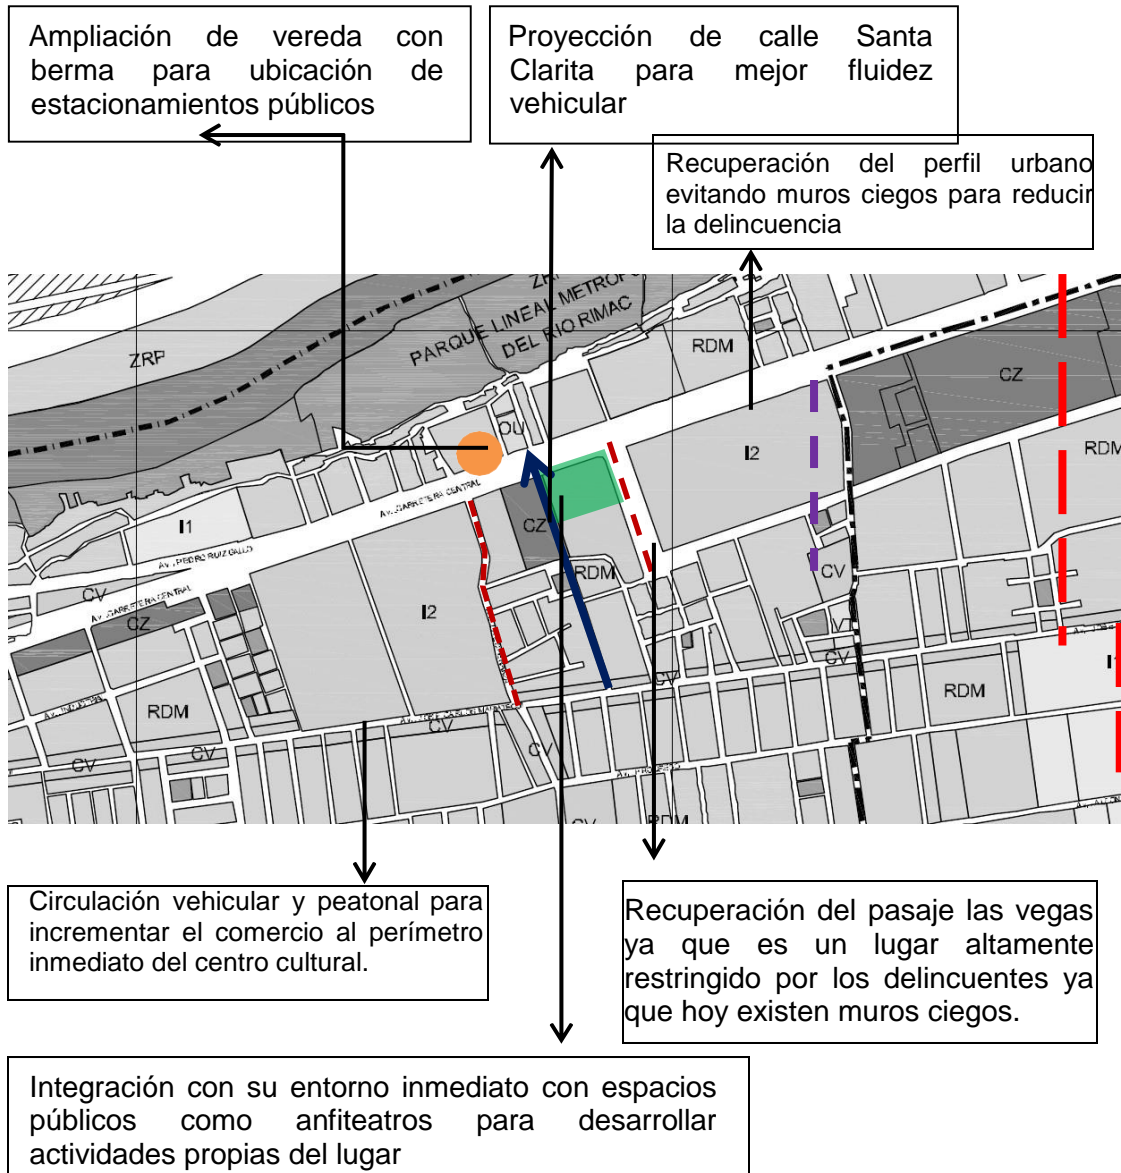 Ampliación de vereda con
berma para ubicación de
estacionamientos públicos
Proyección de calle Santa
Clarita para mejor fluidez
vehicular
Recuperación del perfil urbano
evitando muros ciegos para reducir
la delincuencia
PARQUE LINEAL METROPO
DEL RIO RIMAC
ZRP
RDM
CZ
OU
I2
RDM
I1
AV. CARRETERA CENTRAL
CZ
AV. PEDRO RUIZ GALLO
RDM
CV
CV
AV. CARRETERA CENTRAL
CZ
I2
CV
CV
RDM
RDM
CV
CV
CV
CV
RDM
Circulación vehicular y peatonal para
incrementar el comercio al perímetro
inmediato del centro cultural.
Recuperación del pasaje las vegas
ya que es un lugar altamente
restringido por los delincuentes ya
que hoy existen muros ciegos.
Integración con su entorno inmediato con espacios
públicos como anfiteatros para desarrollar
actividades propias del lugar